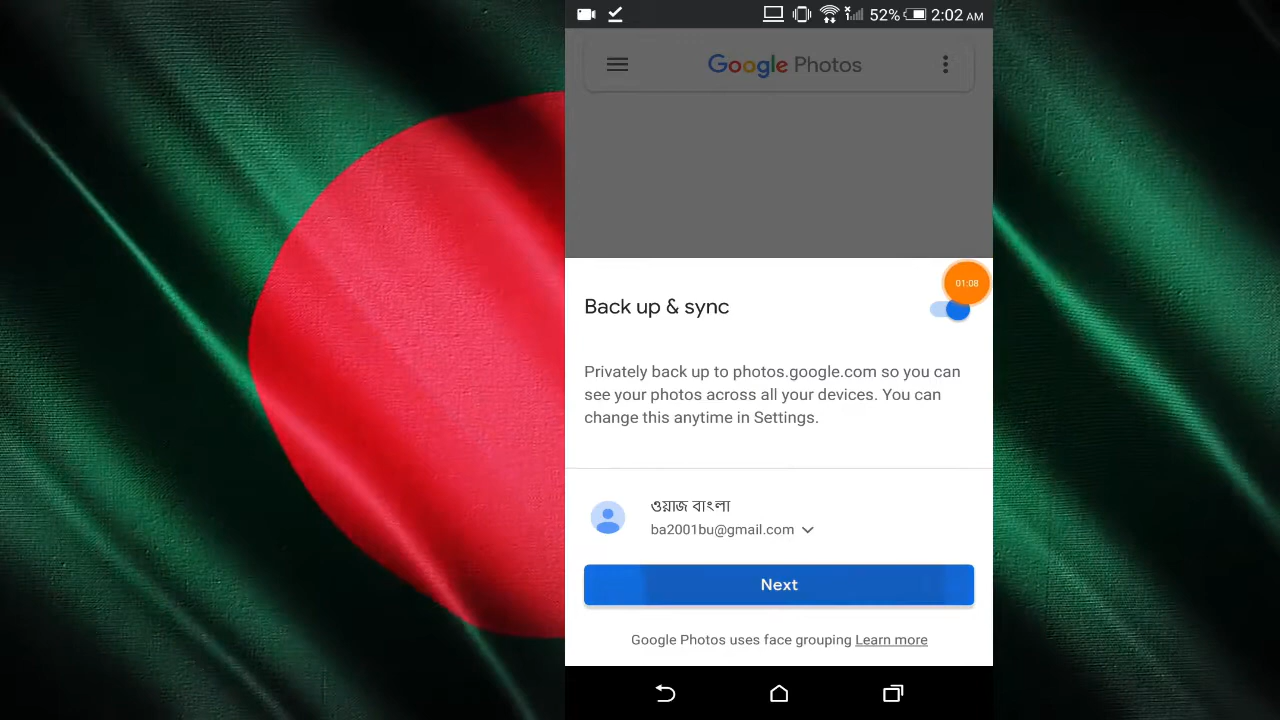 52% 2:02 AM
Google Photos
01:08
Back up & sync
Privately back up to photos.google.com so you can
see your photos across all your devices. You can
change this anytime in Settings.
ওয়াজ বাংলা
ba2001bu@gmail.com
Next
Google Photos uses face grouping Learn more